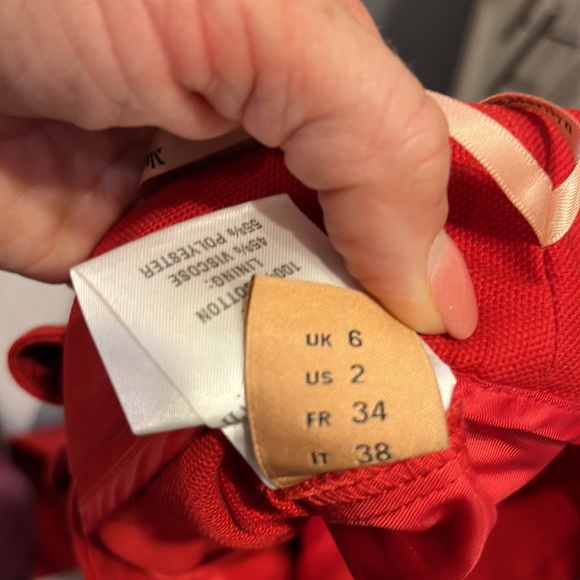 100% COTTON
LINING:
45% VISCOSE
55% POLYESTER
UK 6
US 2
FR 34
IT 38